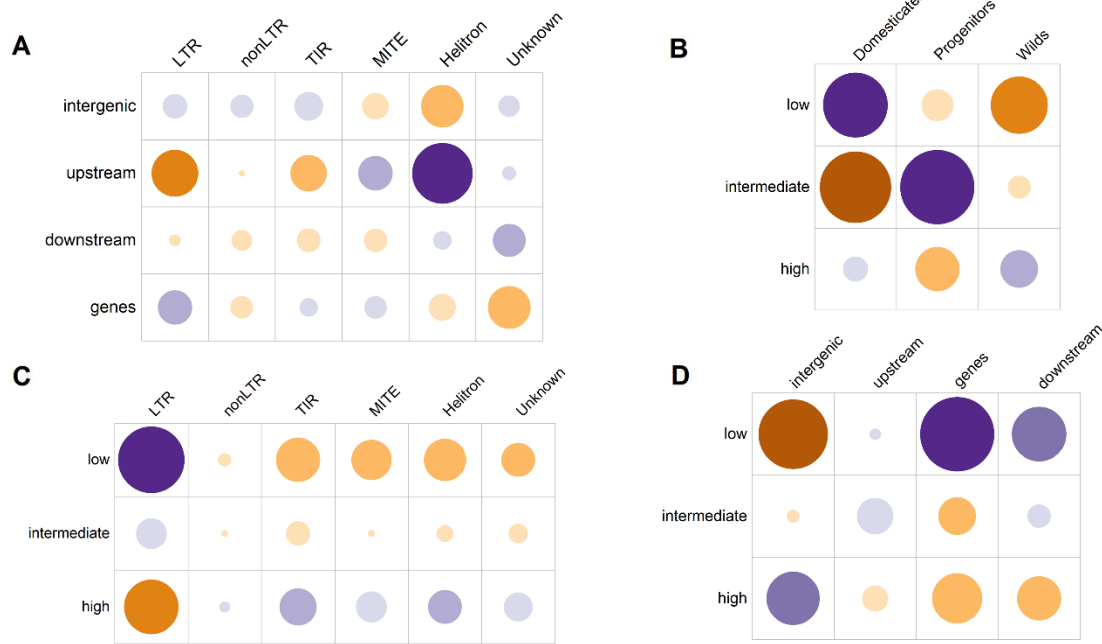 A
LTR nonLTR TIR MITE Helitron Unknown
intergenic
upstream
downstream
genes
B
Domesticated Progenitors Wilds
low
intermediate
high
C
LTR nonLTR TIR MITE Helitron Unknown
low
intermediate
high
D
intergenic upstream genes downstream
low
intermediate
high